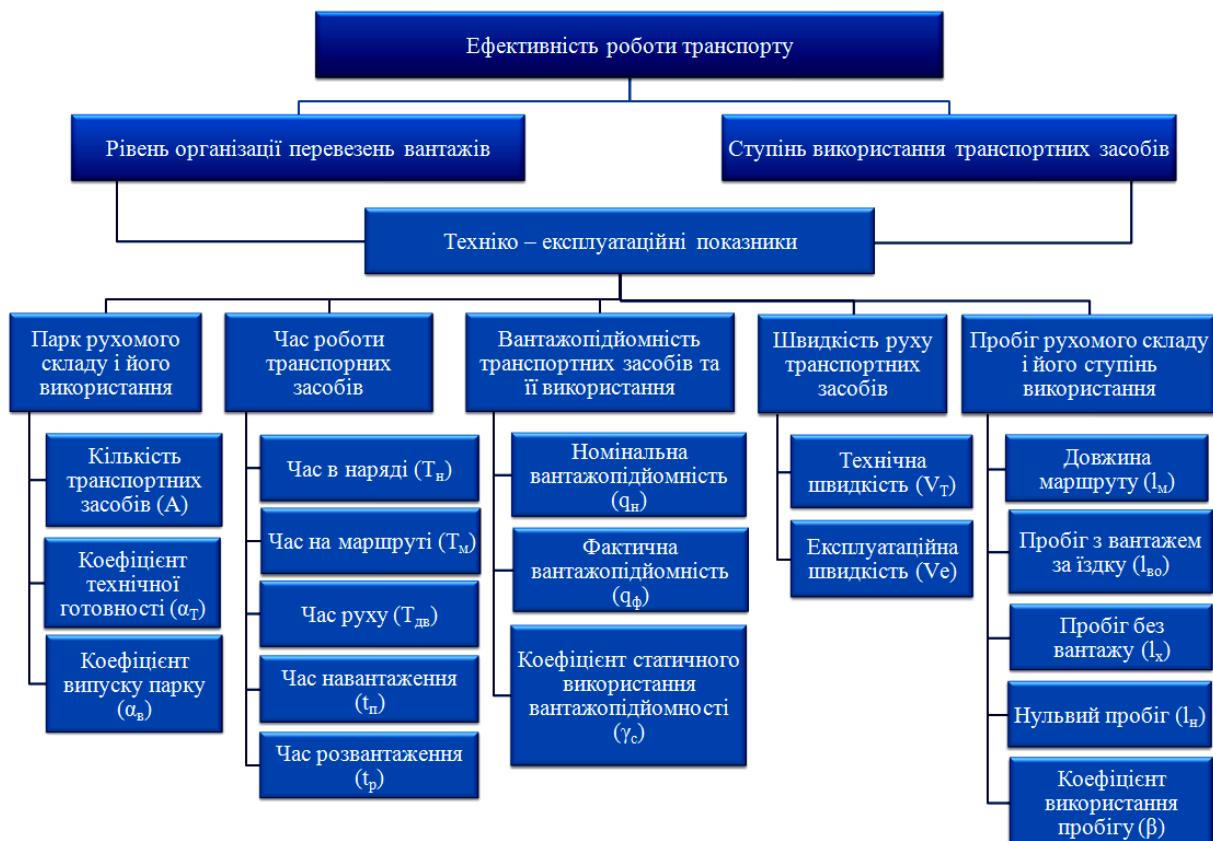 Ефективність роботи транспорту
Рівень організації перевезень вантажів
Ступінь використання транспортних засобів
Техніко – експлуатаційні показники
Парк рухомого
складу і його
використання
Кількість
транспортних
засобів (А)
Коефіцієнт
технічної
готовності (αТ)
Коефіцієнт
випуску парку
(αв)
Час роботи
транспорних
засобів
Час в наряді (Тн)
Час на маршруті (Тм)
Час руху (Тдв)
Час навантаження
(tп)
Час розвантаження
(tр)
Вантажопідйомність
транспортних засобів та
її використання
Номінальна
вантажопідйомність
(qн)
Фактична
вантажопідйомність
(qф)
Коефіцієнт статичного
використання
вантажопідйомності
(γс)
Швидкість руху
транспортних
засобів
Технічна
швидкість (VТ)
Експлуатаційна
швидкість (Vе)
Пробіг рухомого складу
і його ступінь
використання
Довжина
маршруту (lм)
Пробіг з вантажем
за їздку (lво)
Пробіг без
вантажу (lх)
Нульвий пробіг (lн)
Коефіцієнт
використання
пробігу (β)